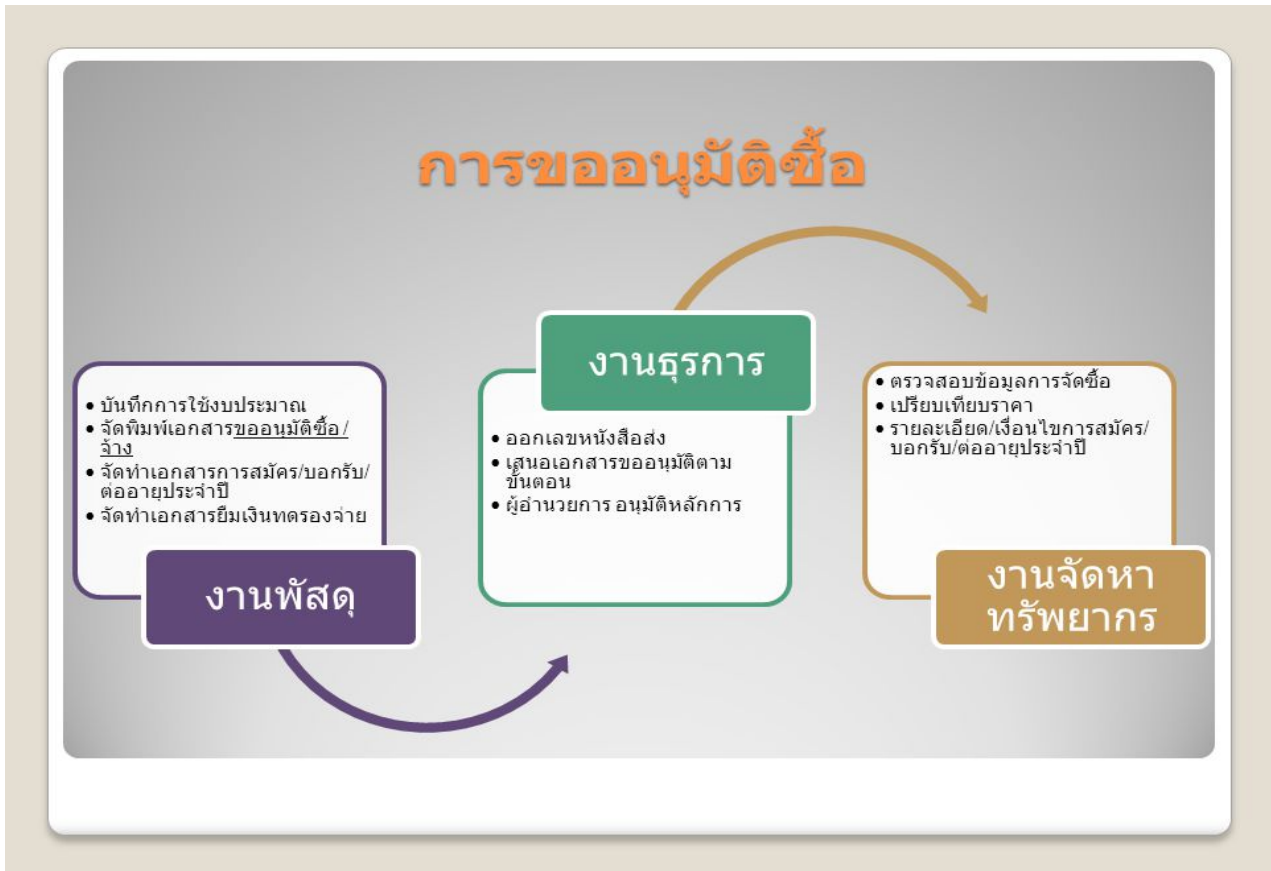 การขออนุมัติซื้อ
• บันทึกการใช้งบประมาณ
• จัดพิมพ์เอกสารขออนุมัติซื้อ/
จ้าง
• จัดทำเอกสารการสมัคร/บอกรับ/
ต่ออายุประจำปี
• จัดทำเอกสารยืมเงินทดรองจ่าย
งานพัสดุ
งานธุรการ
• ออกเลขหนังสือส่ง
• เสนอเอกสารขออนุมัติตาม
ขั้นตอน
• ผู้อำนวยการ อนุมัติหลักการ
• ตรวจสอบข้อมูลการจัดซื้อ
• เปรียบเทียบราคา
• รายละเอียด/เงื่อนไขการสมัคร/
บอกรับ/ต่ออายุประจำปี
งานจัดหา
ทรัพยากร